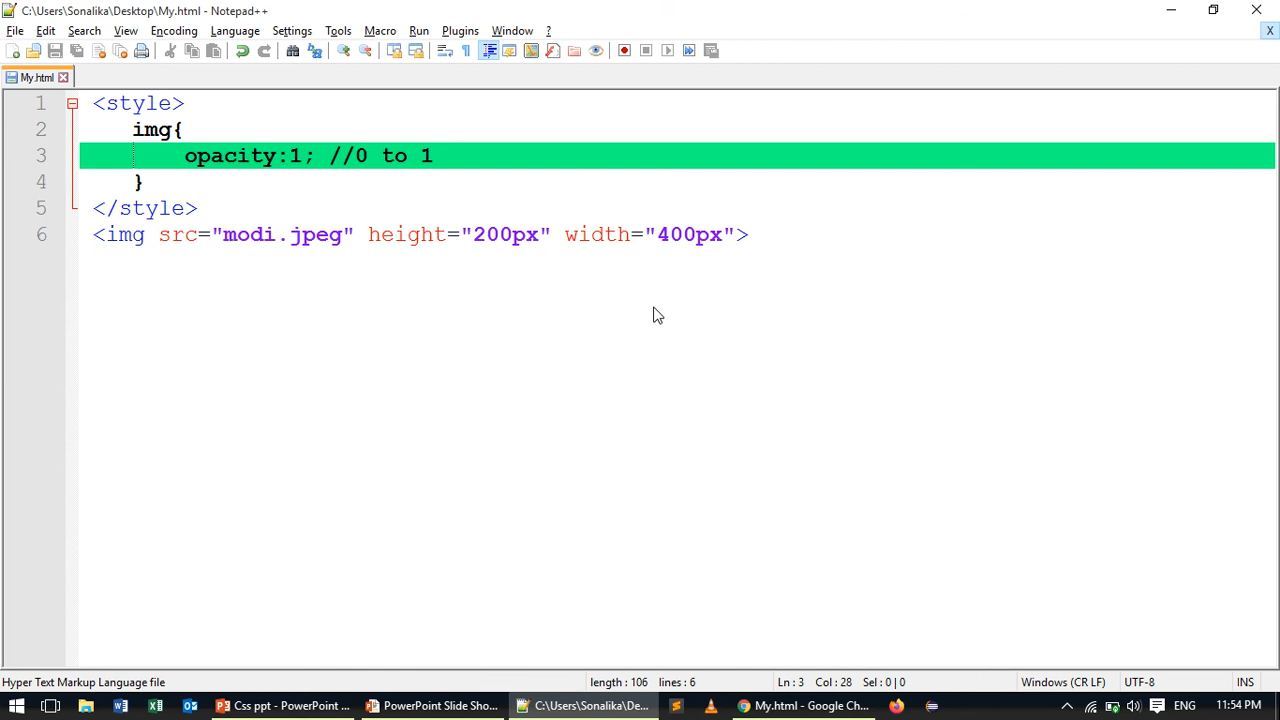 C:\Users\Sonalika\Desktop\My.html - Notepad++
File Edit Search View Encoding Language Settings Tools Macro Run Plugins Window ? X
My.html
1 <style>
2 img{
3 opacity:1; //0 to 1
4 }
5 </style>
6 <img src="modi.jpeg" height="200px" width="400px">
Hyper Text Markup Language file length : 106 lines : 6 Ln : 3 Col : 28 Sel : 0 | 0 Windows (CR LF) UTF-8 INS
Css ppt - PowerPoint ... PowerPoint Slide Sho... C:\Users\Sonalika\De... My.html - Google Ch... ENG 11:54 PM